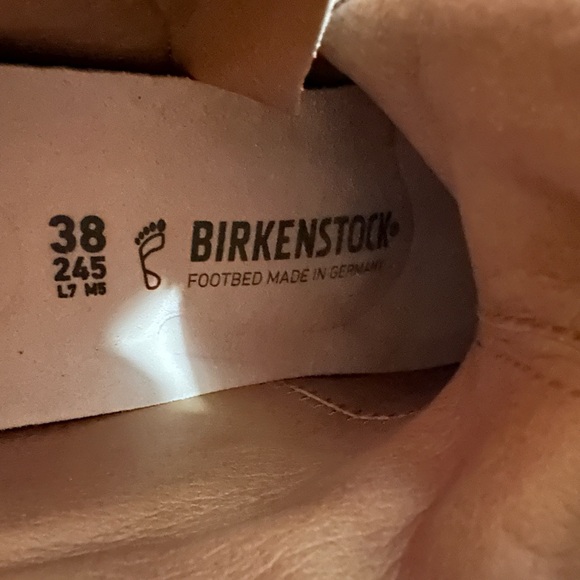 38
245
L7 M5
BIRKENSTOCK®
FOOTBED MADE IN GERMANY